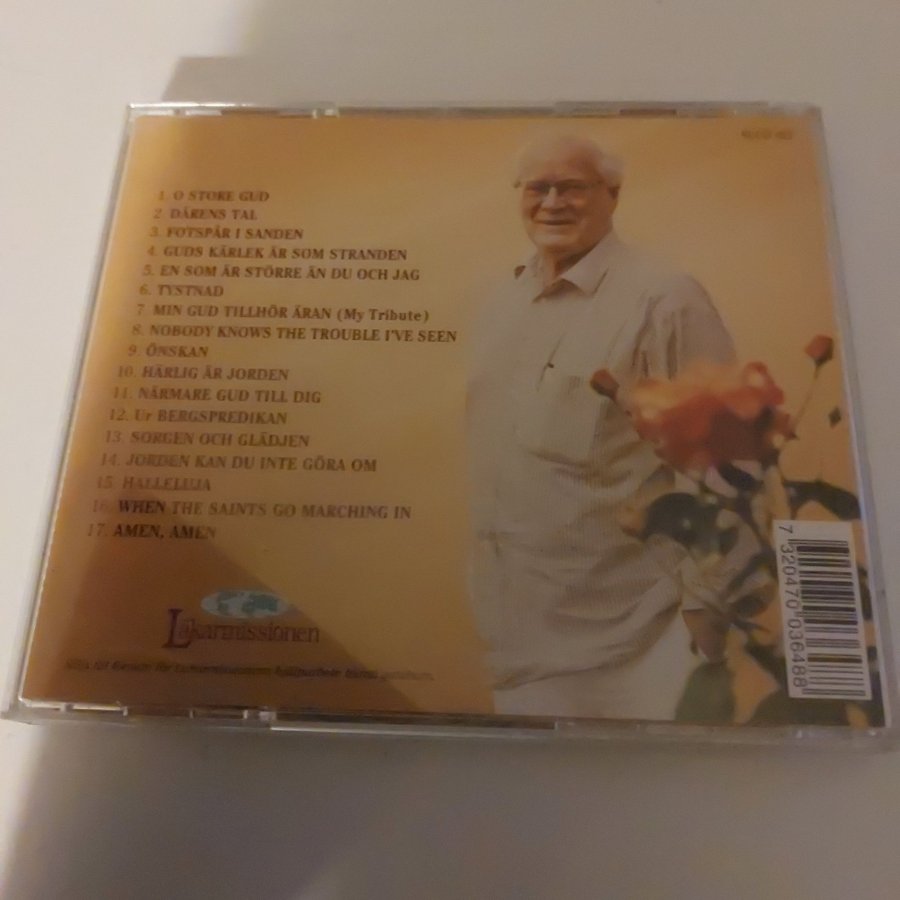 1. O STORE GUD
2. DÅRENS TAL
3. FOTSPÅR I SANDEN
4. GUDS KÄRLEK ÄR SOM STRANDEN
5. EN SOM ÄR STÖRRE ÄN DU OCH JAG
6. TYSTNAD
7. MIN GUD TILLHÖR ÄRAN (My Tribute)
8. NOBODY KNOWS THE TROUBLE I'VE SEEN
9. ÖNSKAN
10. HÄRLIG ÄR JORDEN
11. NÄRMARE GUD TILL DIG
12. Ur BERGSPREDIKAN
13. SORGEN OCH GLÄDJEN
14. JORDEN KAN DU INTE GÖRA OM
15. HALLELUJA
16. WHEN THE SAINTS GO MARCHING IN
17. AMEN, AMEN
Läkarmissionen
7 320470 036488